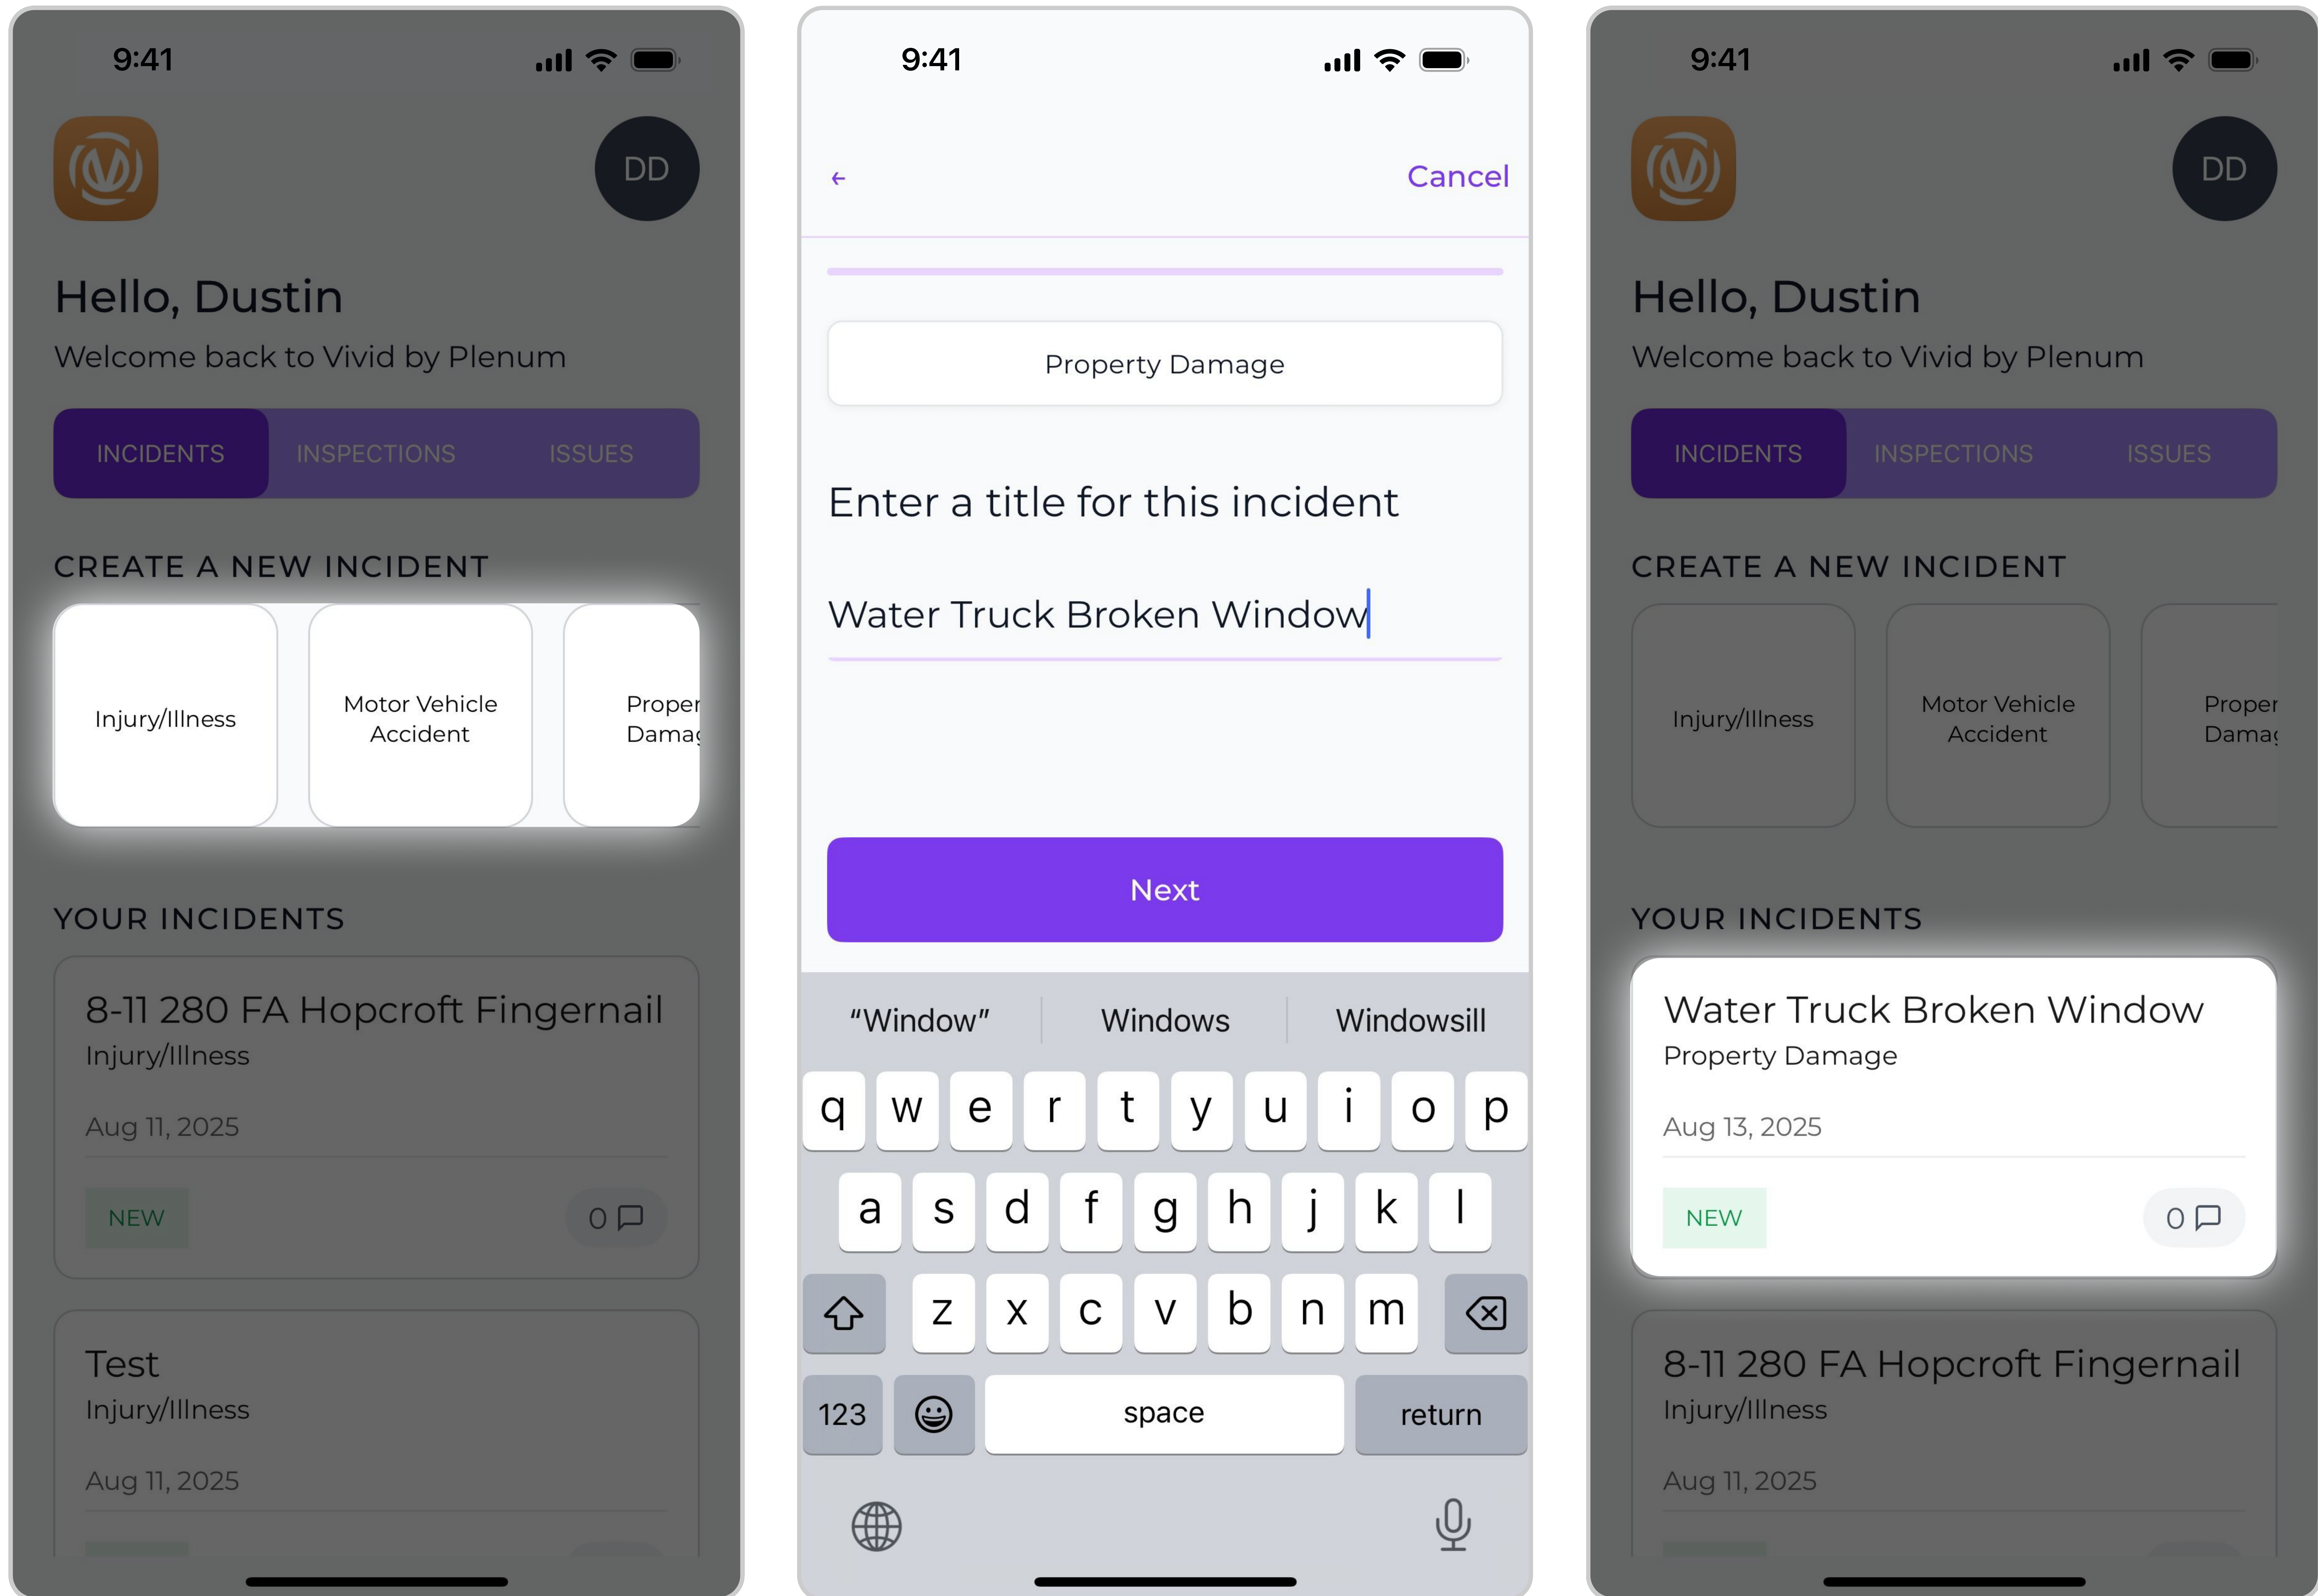 9:41
DD
Hello, Dustin
Welcome back to Vivid by Plenum
INCIDENTS INSPECTIONS ISSUES
CREATE A NEW INCIDENT
Injury/Illness
Motor Vehicle
Accident
Proper
Damag
YOUR INCIDENTS
8-11 280 FA Hopcroft Fingernail
Injury/Illness
Aug 11, 2025
NEW 0
Test
Injury/Illness
Aug 11, 2025
9:41
← Cancel
Property Damage
Enter a title for this incident
Water Truck Broken Window
Next
“Window” Windows Windowsill
q w e r t y u i o p
a s d f g h j k l
z x c v b n m
123 space return
9:41
DD
Hello, Dustin
Welcome back to Vivid by Plenum
INCIDENTS INSPECTIONS ISSUES
CREATE A NEW INCIDENT
Injury/Illness
Motor Vehicle
Accident
Proper
Damag
YOUR INCIDENTS
Water Truck Broken Window
Property Damage
Aug 13, 2025
NEW 0
8-11 280 FA Hopcroft Fingernail
Injury/Illness
Aug 11, 2025